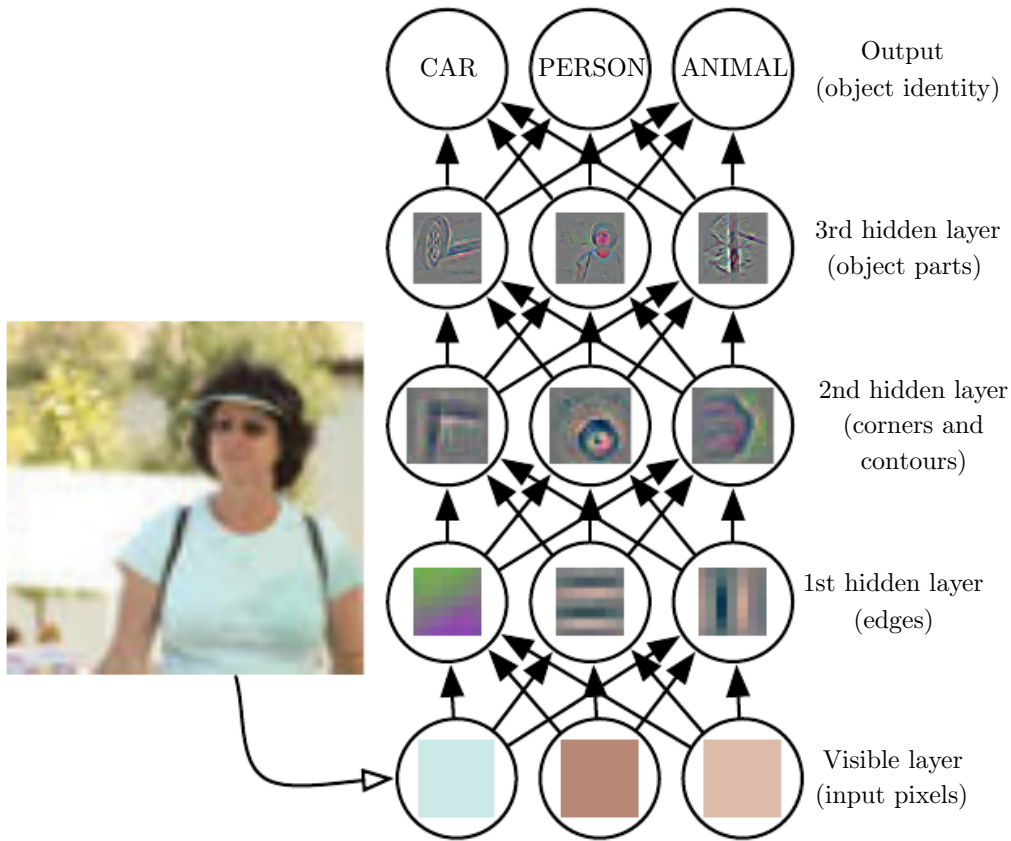 CAR
PERSON
ANIMAL
Output
(object identity)
3rd hidden layer
(object parts)
2nd hidden layer
(corners and
contours)
1st hidden layer
(edges)
Visible layer
(input pixels)